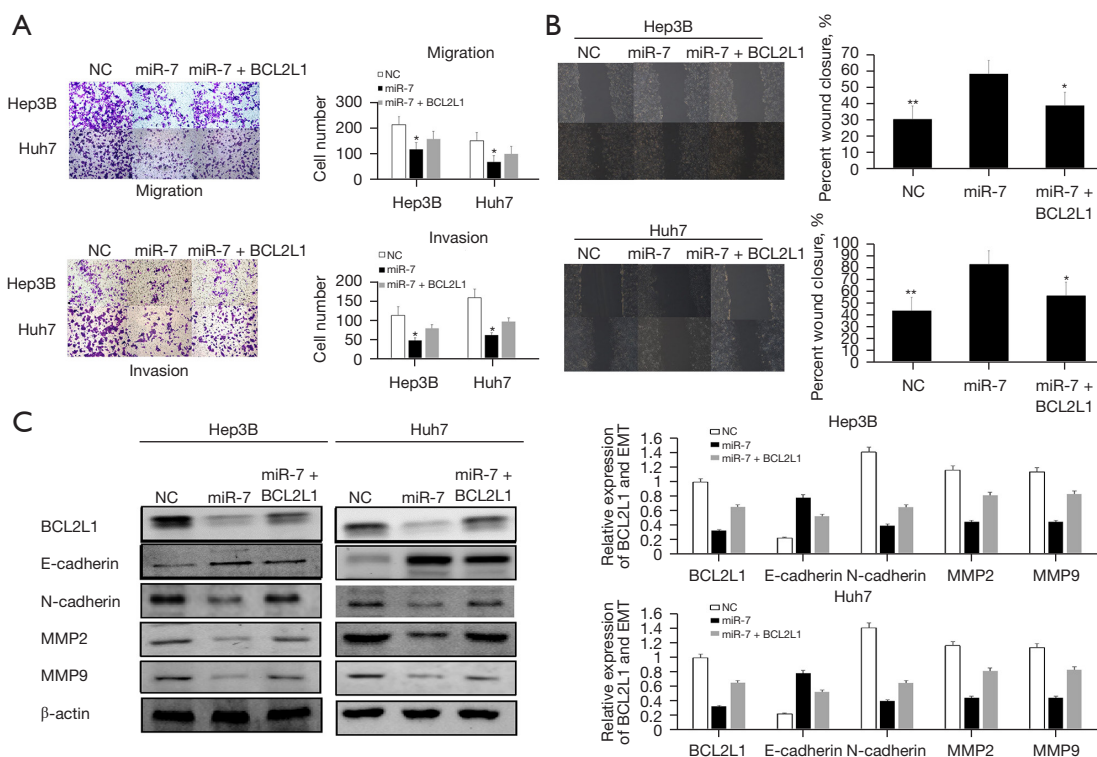 A
NC miR-7 miR-7 + BCL2L1
Hep3B
Huh7
Migration
Migration
NC
miR-7
miR-7 + BCL2L1
Cell number
300
200
100
0
* *
Hep3B Huh7
NC miR-7 miR-7 + BCL2L1
Hep3B
Huh7
Invasion
Invasion
NC
miR-7
miR-7 + BCL2L1
Cell number
200
150
100
50
0
* *
Hep3B Huh7
B
Hep3B
NC miR-7 miR-7 + BCL2L1
Percent wound closure, %
70
60
50
40
30
20
10
0
** *
NC miR-7 miR-7 +
BCL2L1
Huh7
NC miR-7 miR-7 + BCL2L1
Percent wound closure, %
100
90
80
70
60
50
40
30
20
10
0
** *
NC miR-7 miR-7 +
BCL2L1
C
Hep3B Huh7
NC miR-7 miR-7 +
BCL2L1
NC miR-7 miR-7 +
BCL2L1
BCL2L1
E-cadherin
N-cadherin
MMP2
MMP9
β-actin
Hep3B
NC
miR-7
miR-7 + BCL2L1
Relative expression
of BCL2L1 and EMT
1.6
1.4
1.2
1
0.8
0.6
0.4
0.2
BCL2L1 E-cadherin N-cadherin MMP2 MMP9
Huh7
NC
miR-7
miR-7 + BCL2L1
Relative expression
of BCL2L1 and EMT
1.6
1.4
1.2
1
0.8
0.6
0.4
0.2
0
BCL2L1 E-cadherin N-cadherin MMP2 MMP9